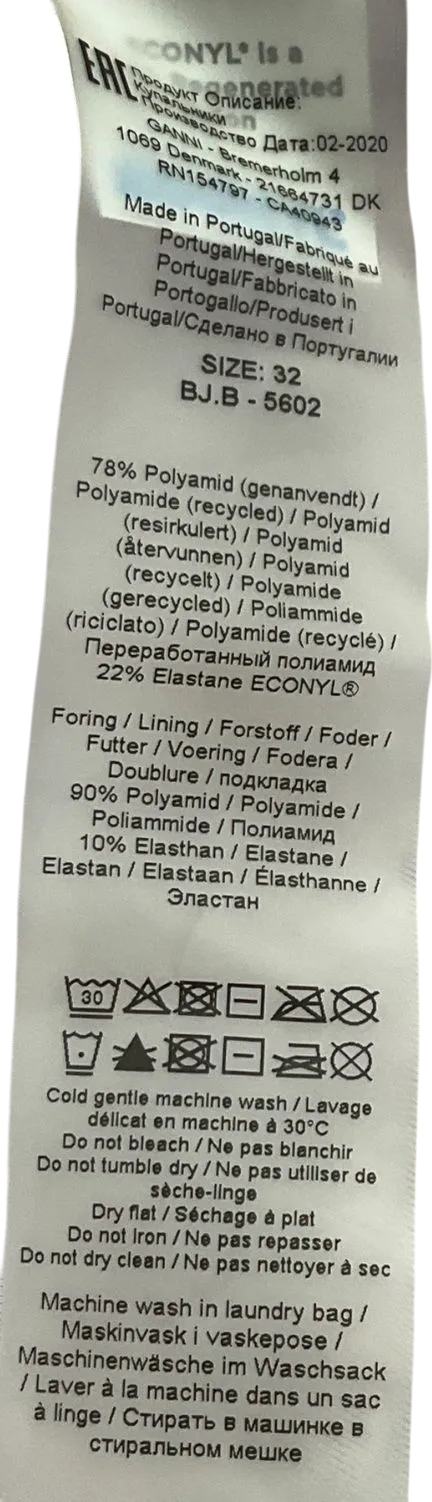 ECONYL® is a
Regenerated
EAC
Продукт Описание:
Купальники
Производство Дата:02-2020
GANNI - Bremerholm 4
1069 Denmark - 21664731 DK
RN154797 - CA40943
Made in Portugal/Fabriqué au
Portugal/Hergestellt in
Portugal/Fabbricato in
Portogallo/Produsert i
Portugal/Сделано в Португалии
SIZE: 32
BJ.B - 5602
78% Polyamid (genanvendt) /
Polyamide (recycled) / Polyamid
(resirkulert) / Polyamid
(återvunnen) / Polyamid
(recycelt) / Polyamide
(gerecycled) / Poliammide
(riciclato) / Polyamide (recyclé) /
Переработанный полиамид
22% Elastane ECONYL®
Foring / Lining / Forstoff / Foder /
Futter / Voering / Fodera /
Doublure / подкладка
90% Polyamid / Polyamide /
Poliammide / Полиамид
10% Elasthan / Elastane /
Elastan / Elastaan / Élasthanne /
Эластан
30
Cold gentle machine wash / Lavage
délicat en machine à 30°C
Do not bleach / Ne pas blanchir
Do not tumble dry / Ne pas utiliser de
sèche-linge
Dry flat / Séchage à plat
Do not iron / Ne pas repasser
Do not dry clean / Ne pas nettoyer à sec
Machine wash in laundry bag /
Maskinvask i vaskepose /
Maschinenwäsche im Waschsack
/ Laver à la machine dans un sac
à linge / Стирать в машинке в
стиральном мешке